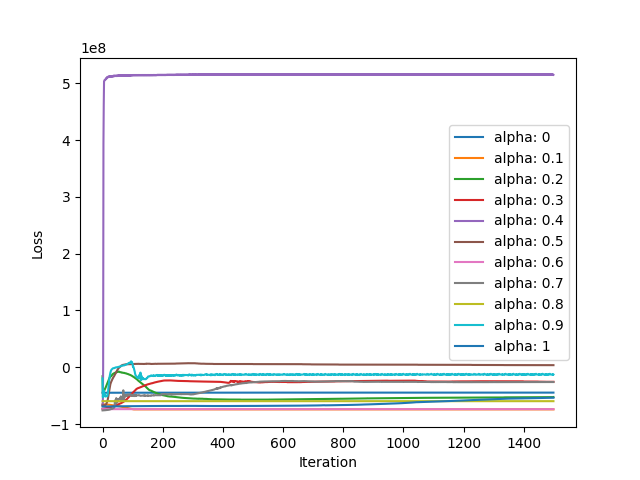 1e8
5
4
3
2
1
0
−1
Loss
0
200
400
600
800
1000
1200
1400
Iteration
alpha: 0
alpha: 0.1
alpha: 0.2
alpha: 0.3
alpha: 0.4
alpha: 0.5
alpha: 0.6
alpha: 0.7
alpha: 0.8
alpha: 0.9
alpha: 1